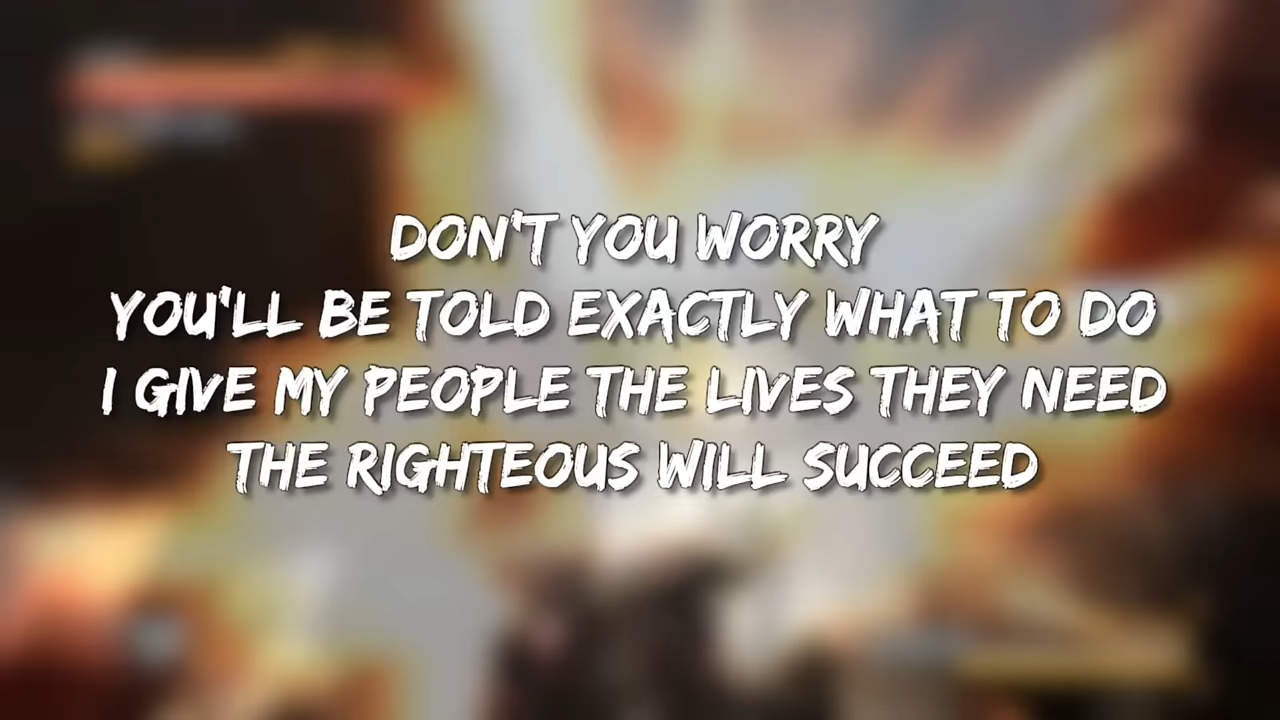 DON'T YOU WORRY
YOU'LL BE TOLD EXACTLY WHAT TO DO
I GIVE MY PEOPLE THE LIVES THEY NEED
THE RIGHTEOUS WILL SUCCEED